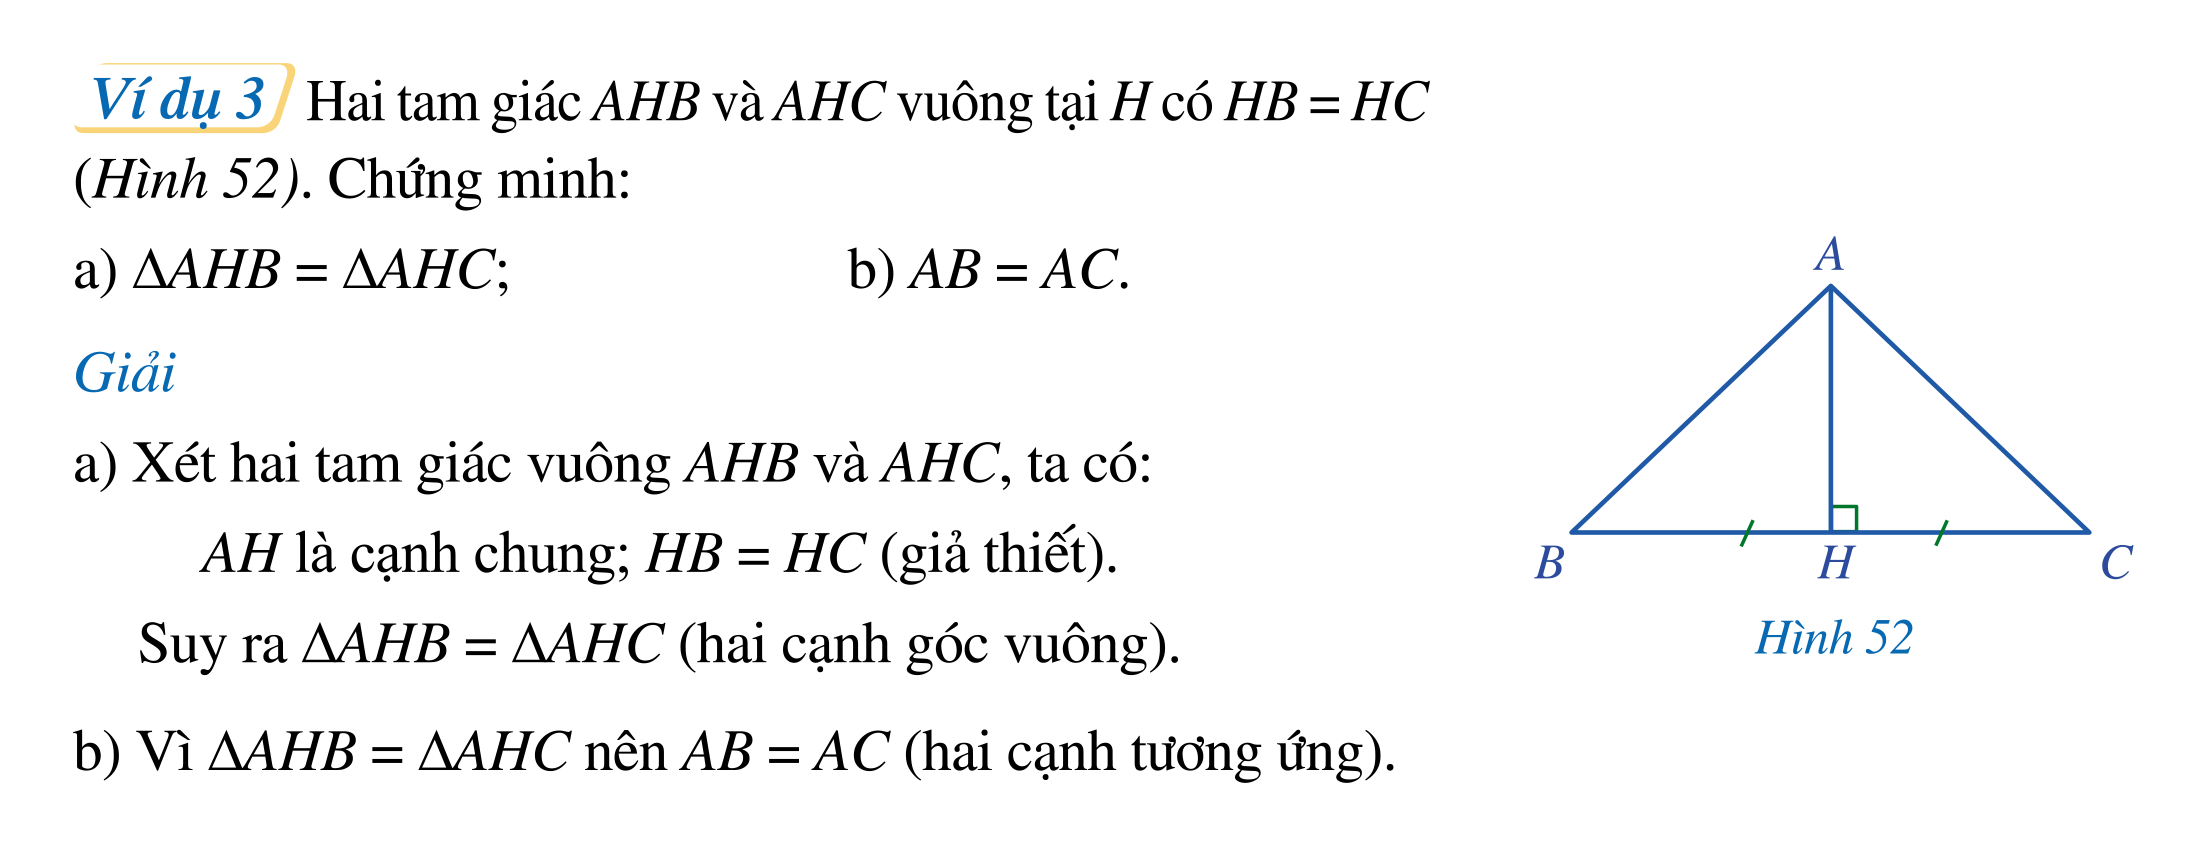 Ví dụ 3 Hai tam giác AHB và AHC vuông tại H có HB = HC
(Hình 52). Chứng minh:
a) ΔAHB = ΔAHC; b) AB = AC.
Giải
a) Xét hai tam giác vuông AHB và AHC, ta có:
AH là cạnh chung; HB = HC (giả thiết).
Suy ra ΔAHB = ΔAHC (hai cạnh góc vuông).
b) Vì ΔAHB = ΔAHC nên AB = AC (hai cạnh tương ứng).
A
B H C
Hình 52